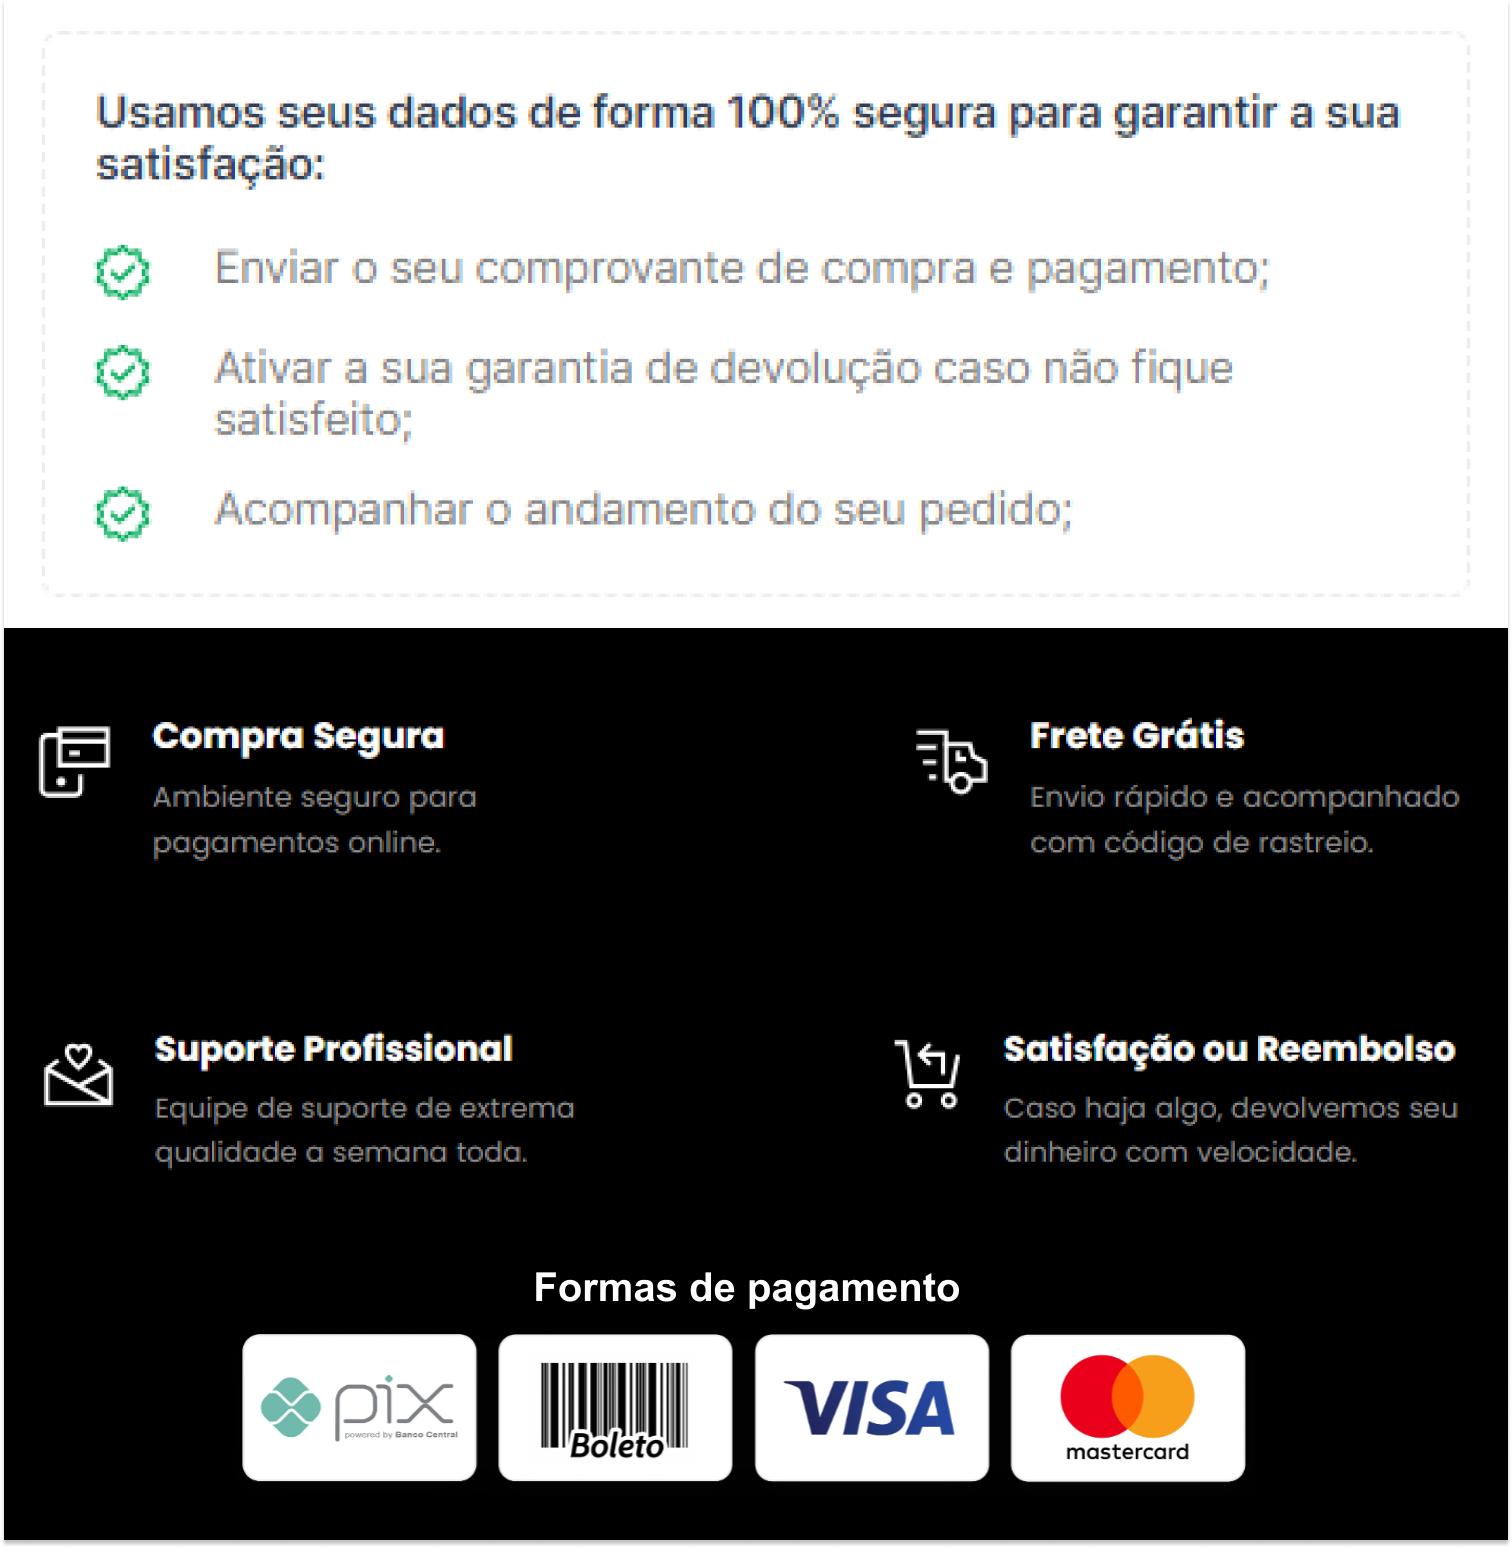 Usamos seus dados de forma 100% segura para garantir a sua
satisfação:
Enviar o seu comprovante de compra e pagamento;
Ativar a sua garantia de devolução caso não fique
satisfeito;
Acompanhar o andamento do seu pedido;
Compra Segura
Ambiente seguro para
pagamentos online.
Frete Grátis
Envio rápido e acompanhado
com código de rastreio.
Suporte Profissional
Equipe de suporte de extrema
qualidade a semana toda.
Satisfação ou Reembolso
Caso haja algo, devolvemos seu
dinheiro com velocidade.
Formas de pagamento
pix
powered by Banco Central
Boleto
VISA
mastercard